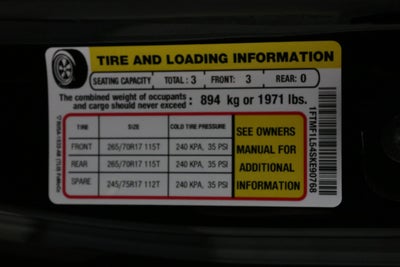 TIRE AND LOADING INFORMATION
SEATING CAPACITY TOTAL : 3 FRONT: 3 REAR: 0
The combined weight of occupants
and cargo should never exceed : 894 kg or 1971 lbs.
TIRE SIZE COLD TIRE PRESSURE
FRONT 265/70R17 115T 240 KPA, 35 PSI
REAR 265/70R17 115T 240 KPA, 35 PSI
SPARE 245/75R17 112T 240 KPA, 35 PSI
SEE OWNERS
MANUAL FOR
ADDITIONAL
INFORMATION
1FTMF1L54SKE90768